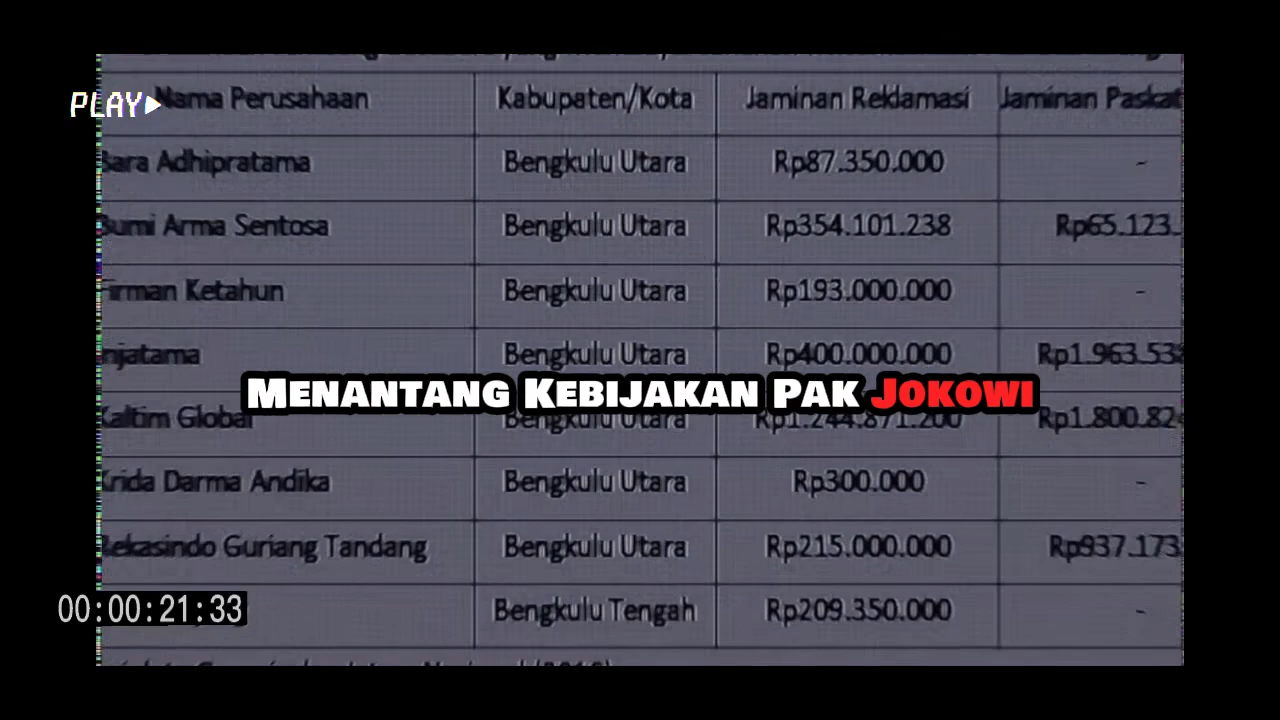 PLAY
Nama Perusahaan Kabupaten/Kota Jaminan Reklamasi Jaminan
Bara Adhipratama Bengkulu Utara Rp87.350.000 -
Bumi Arma Sentosa Bengkulu Utara Rp354.101.238 Rp65.123.
Firman Ketahun Bengkulu Utara Rp193.000.000 -
Injatama Bengkulu Utara Rp400.000.000 Rp1.963.538
Menantang Kebijakan Pak Jokowi
Kaltim Global Bengkulu Utara Rp1.244.871.200 Rp1.800.824
Krida Darma Andika Bengkulu Utara Rp300.000 -
Rekasindo Guriang Tandang Bengkulu Utara Rp215.000.000 Rp937.173
00:00:21:33 Bengkulu Tengah Rp209.350.000 -